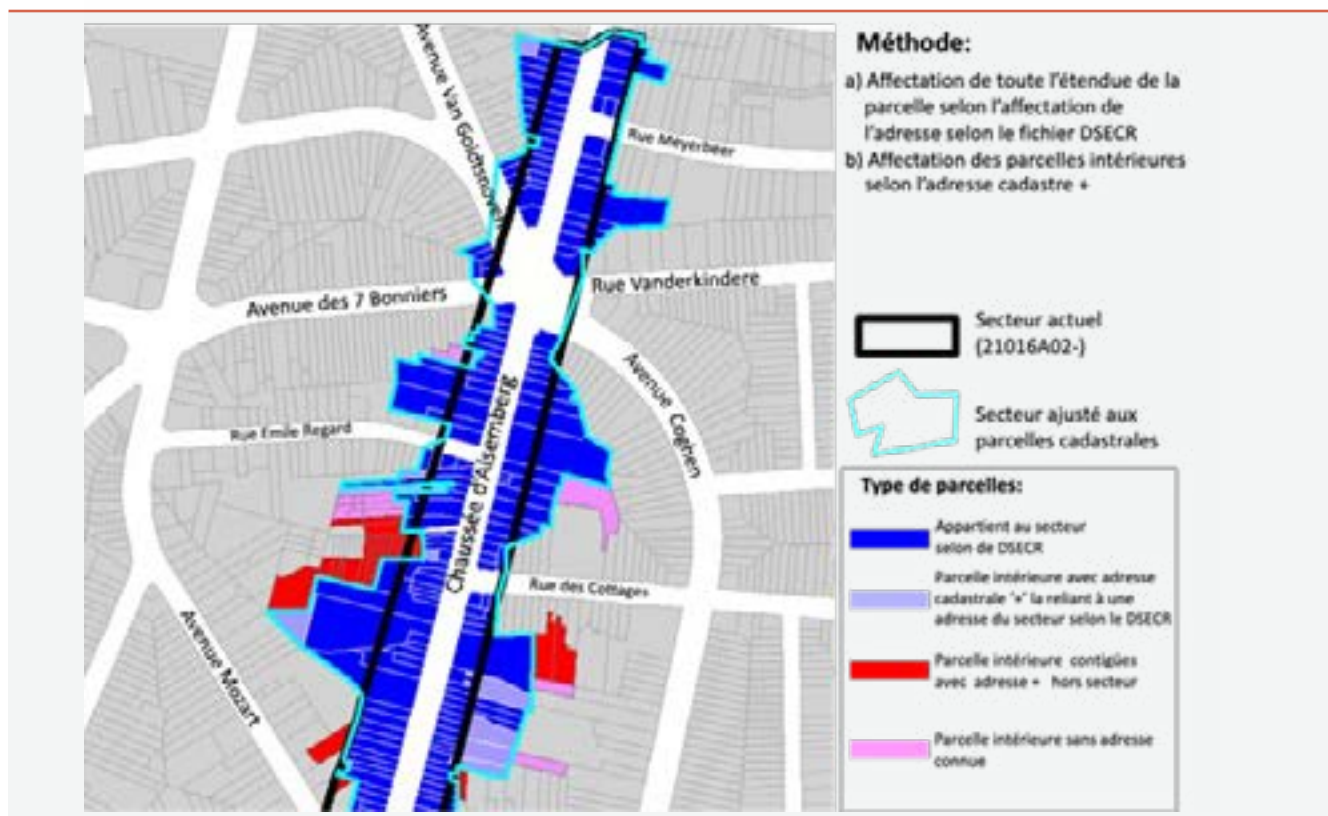 Méthode:
a) Affectation de toute l'étendue de la
parcelle selon l'affectation de
l'adresse selon le fichier DSECR
b) Affectation des parcelles intérieures
selon l'adresse cadastre +
Secteur actuel
(21016A02-)
Secteur ajusté aux
parcelles cadastrales
Type de parcelles:
Appartient au secteur
selon de DSECR
Parcelle intérieure avec adresse
cadastrale '+' la reliant à une
adresse du secteur selon le DSECR
Parcelle intérieure contigües
avec adresse + hors secteur
Parcelle intérieure sans adresse
connue
Avenue Van Goidtsnoven
Rue Meyerbeer
Avenue des 7 Bonniers
Rue Vanderkindere
Avenue Coghen
Rue Emile Regard
Chaussée d'Alsemberg
Rue des Cottages
Avenue Mozart